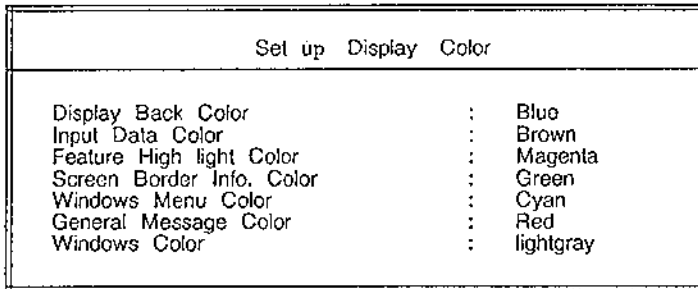 Set up Display Color
Display Back Color : Blue
Input Data Color : Brown
Feature High light Color : Magenta
Screen Border Info. Color : Green
Windows Menu Color : Cyan
General Message Color : Red
Windows Color : lightgray